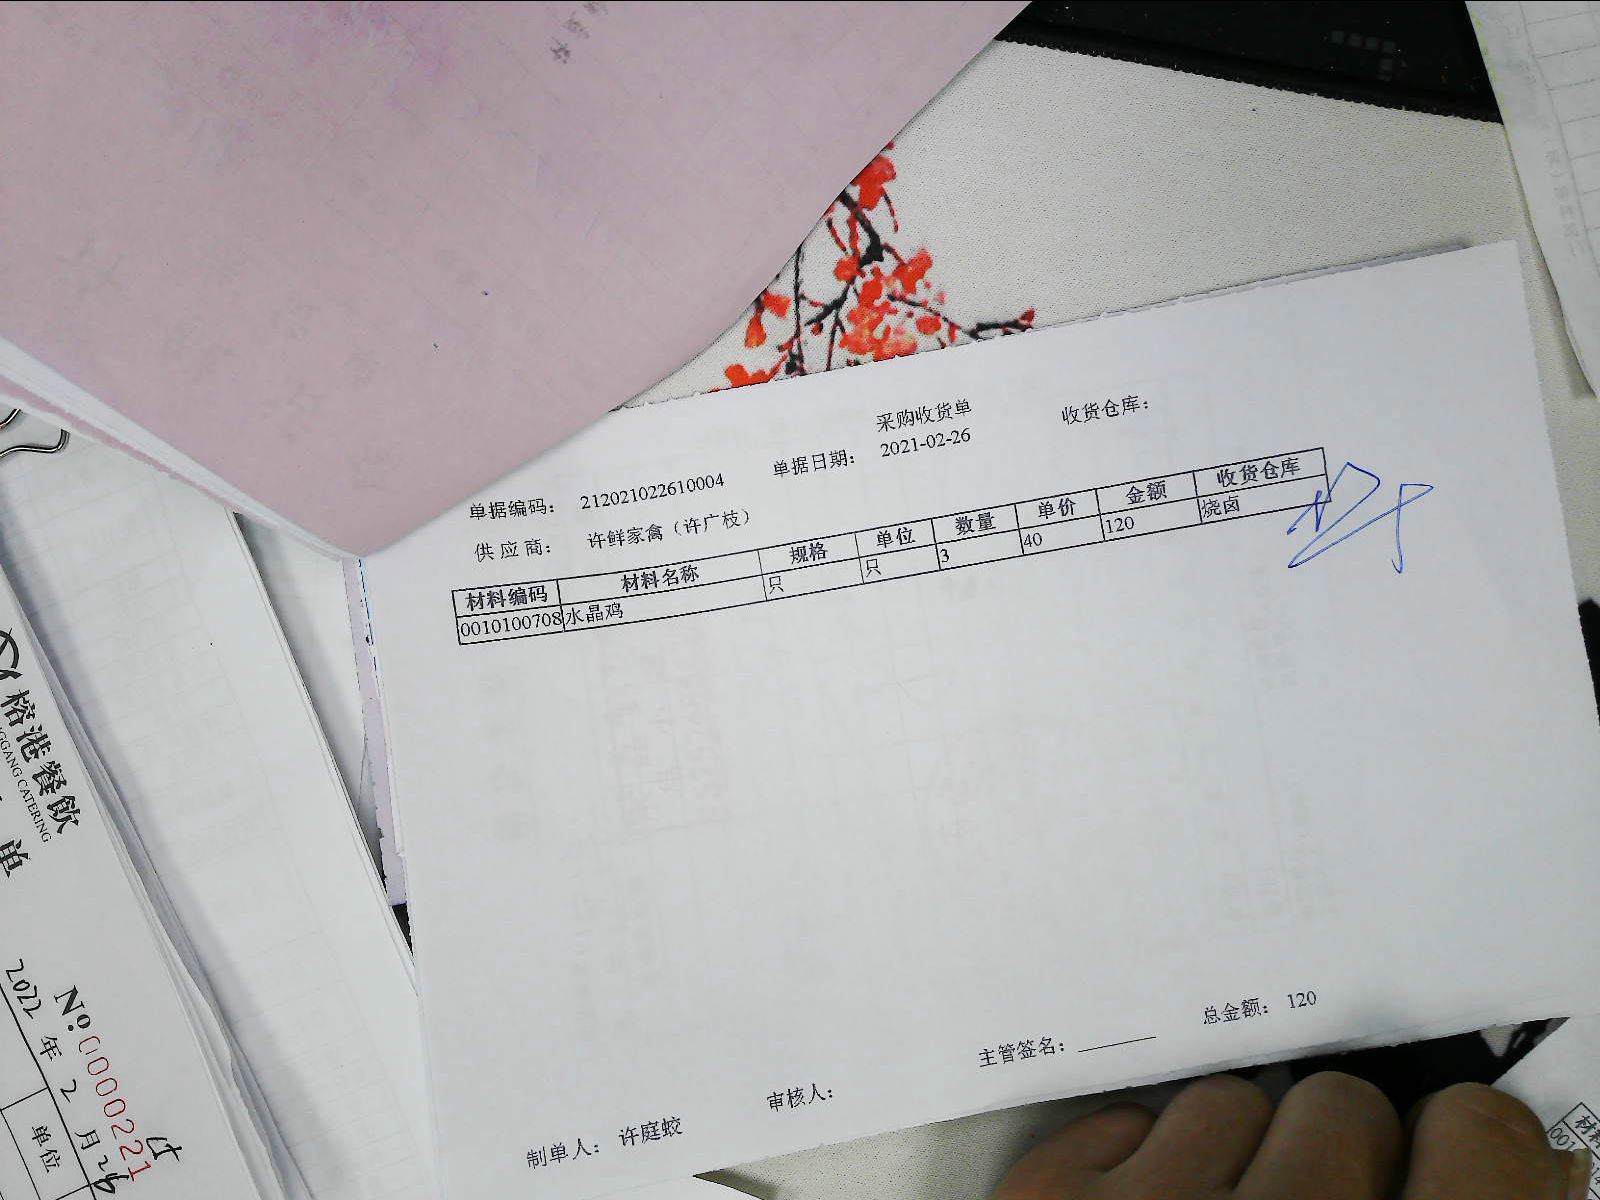 采购收货单
单据编码： 212021022610004 单据日期： 2021-02-26 收货仓库：
供 应 商： 许鲜家禽（许广枝）
材料编码 材料名称 规格 单位 数量 单价 金额 收货仓库
0010100708 水晶鸡 只 只 3 40 120 烧卤
总金额： 120
主管签名：
审核人：
制单人： 许庭蛟
榕港餐飲
GGANG CATERING
单
№:0000221
2022 年 2 月 26
单位